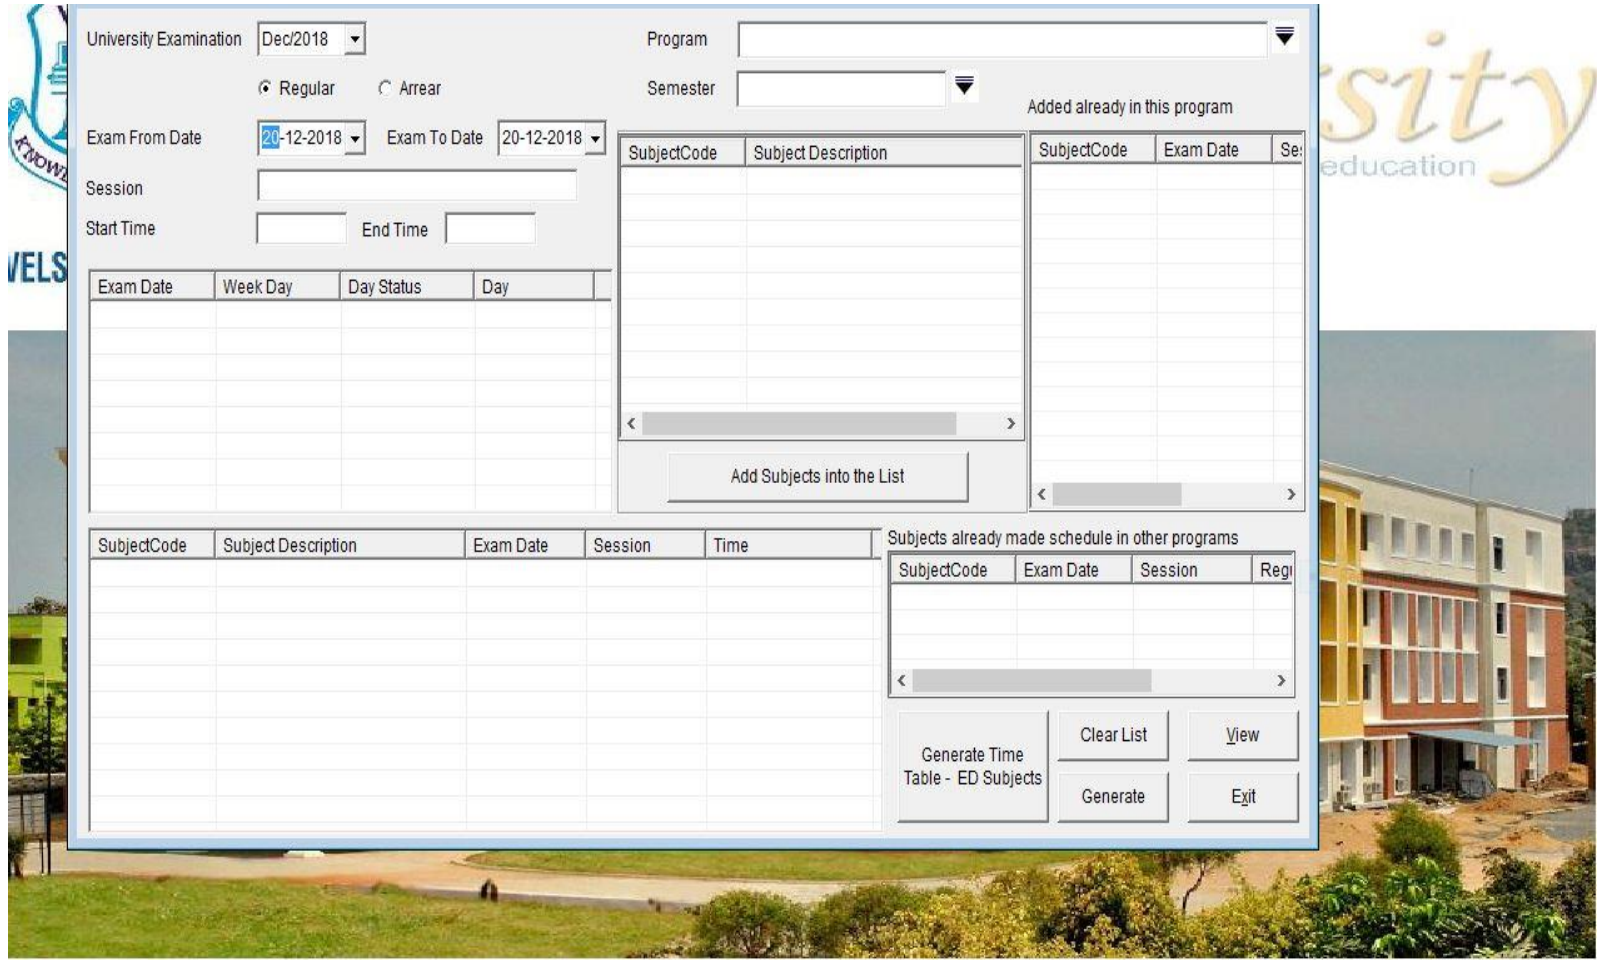 University Examination Dec/2018
Program
Regular Arrear
Semester
Added already in this program
Exam From Date 20-12-2018 Exam To Date 20-12-2018
SubjectCode Subject Description
SubjectCode Exam Date
Session
Start Time End Time
Exam Date Week Day Day Status Day
Add Subjects into the List
SubjectCode Subject Description Exam Date Session Time
Subjects already made schedule in other programs
SubjectCode Exam Date Session
Generate Time
Table - ED Subjects
Clear List View
Generate Exit
sity
education
VELS